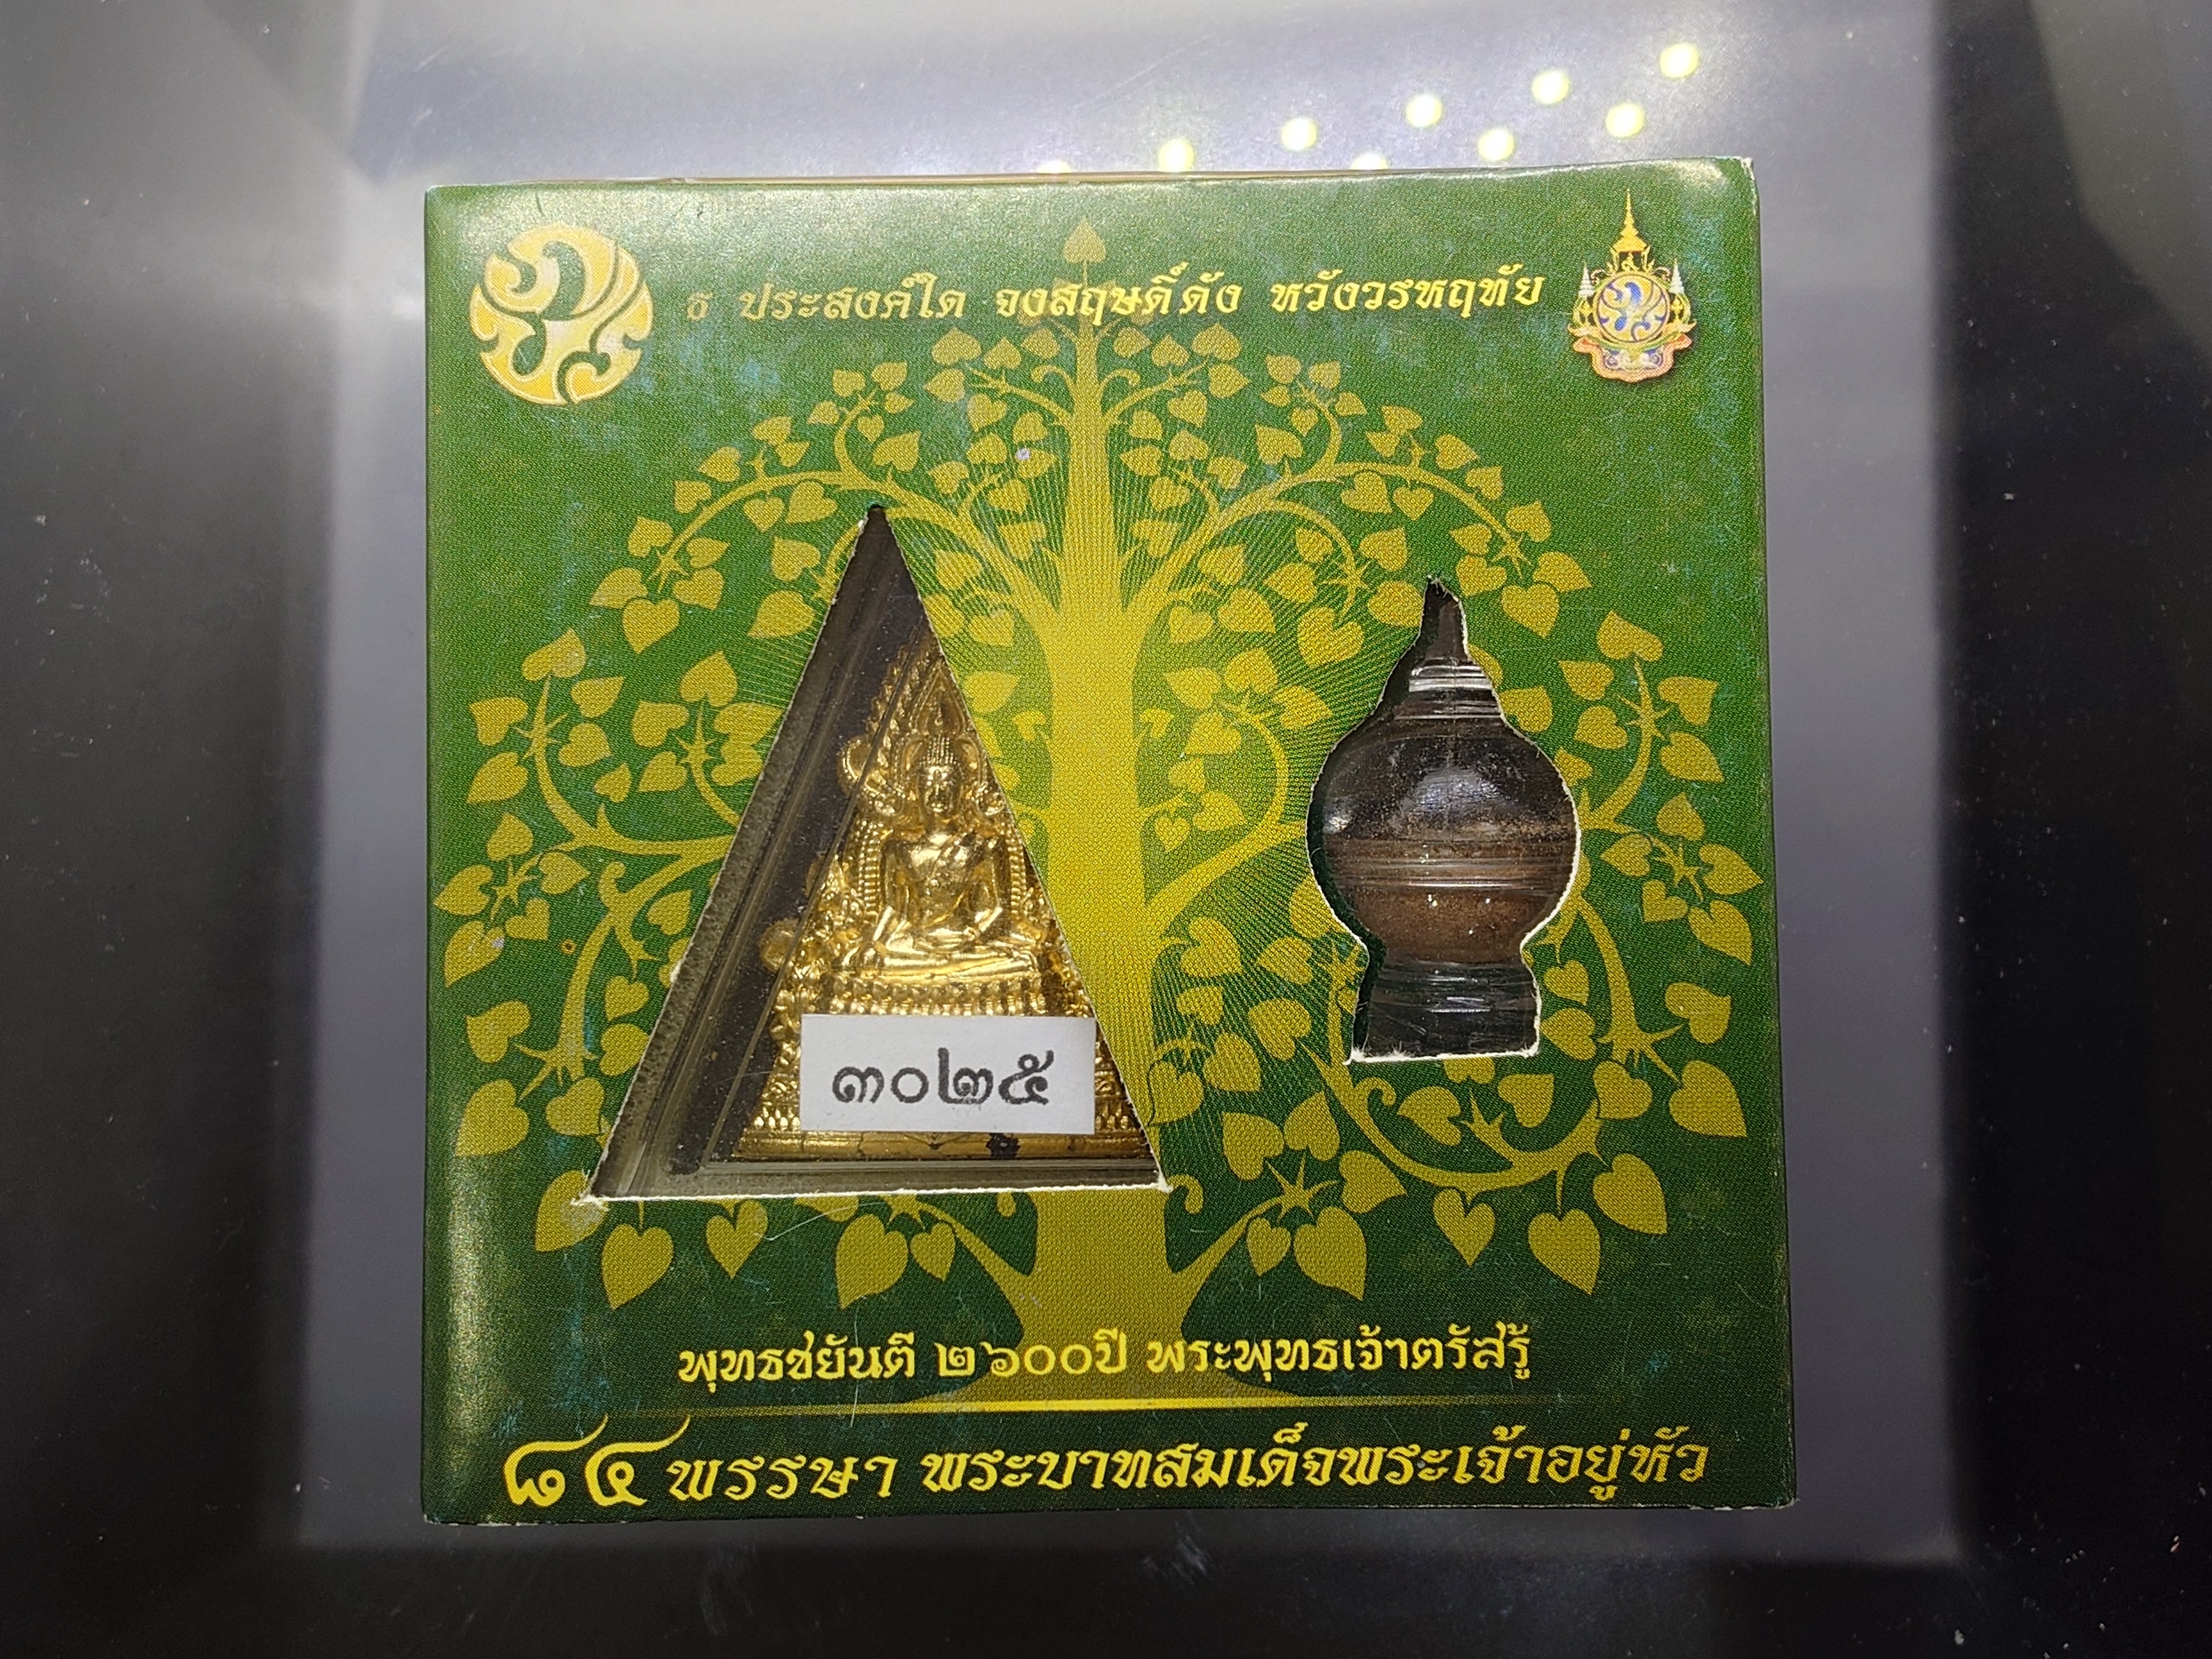 ธ ประสงค์ใด จงสฤษดิ์ดัง หวังวรหฤทัย
๓๐๒๕
พุทธชยันตี ๒๖๐๐ปี พระพุทธเจ้าตรัสรู้
๘๔ พรรษา พระบาทสมเด็จพระเจ้าอยู่หัว